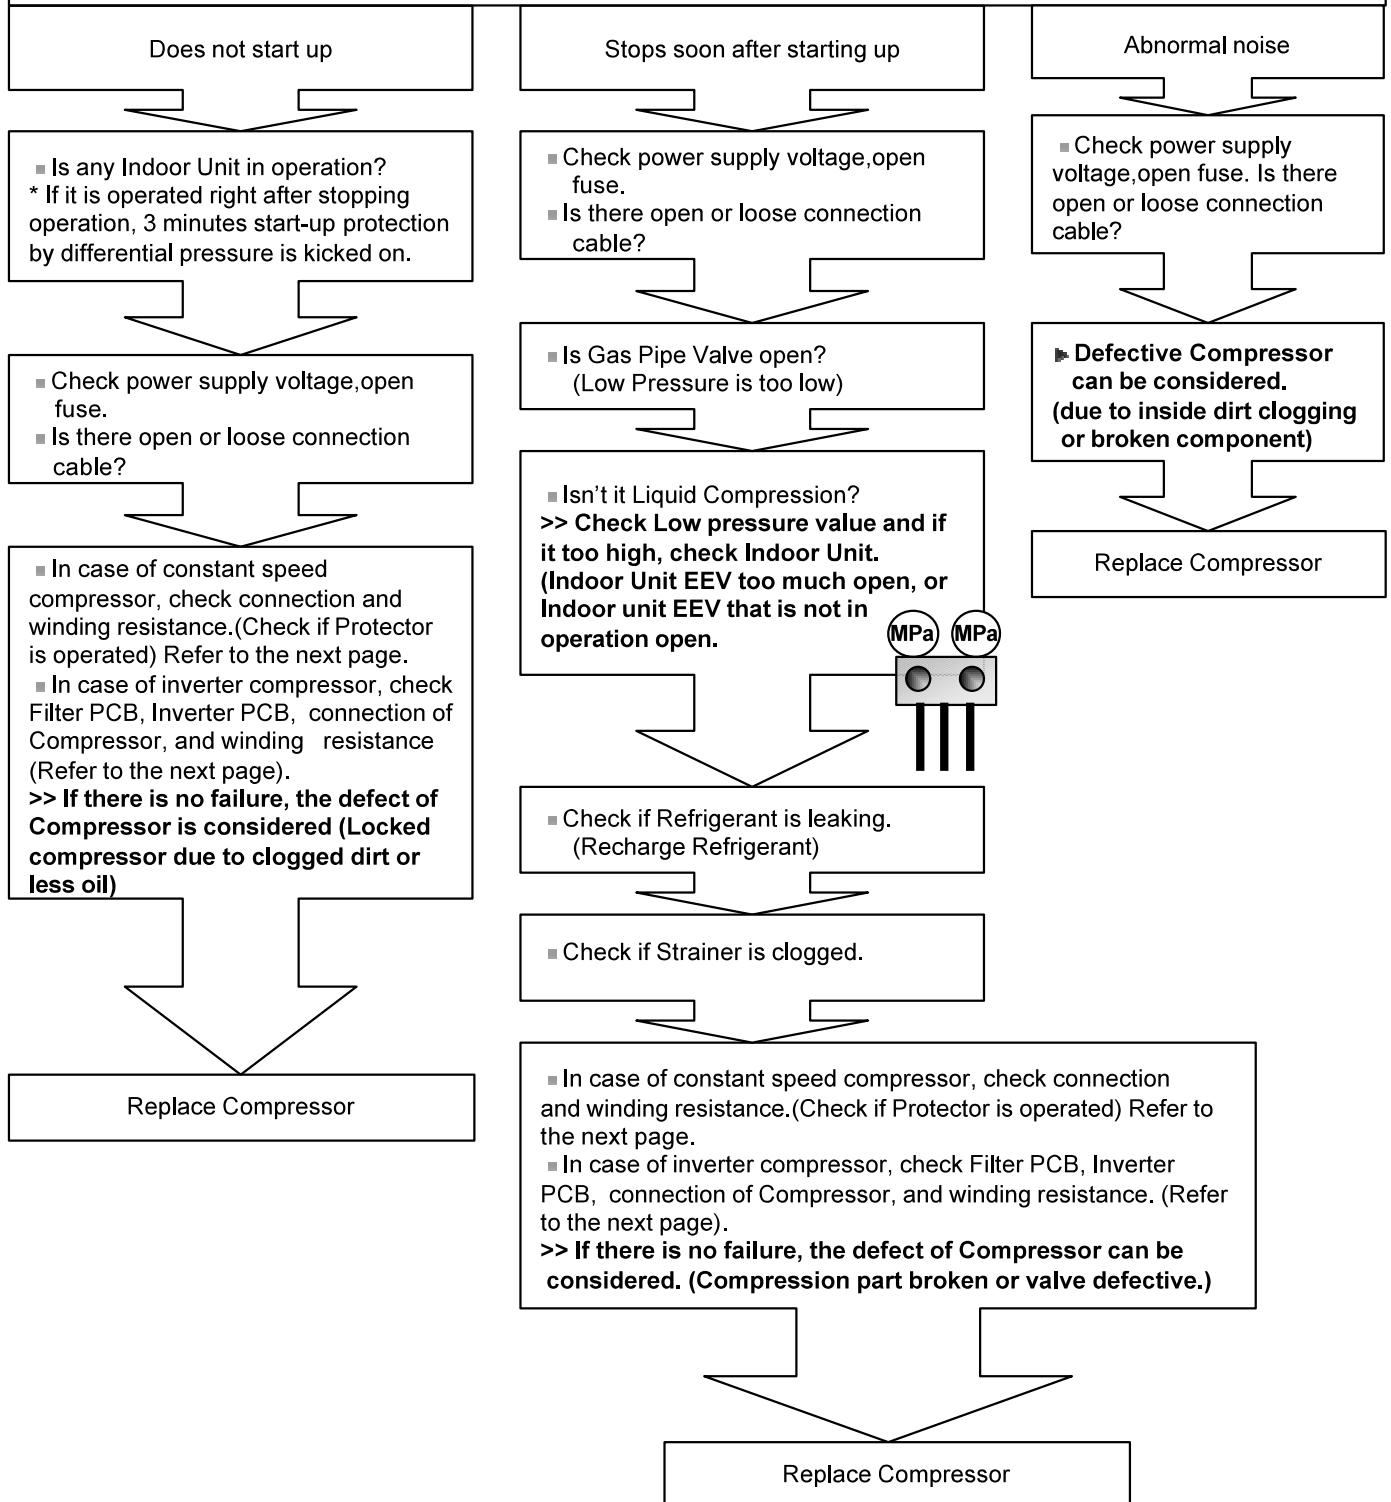 Does not start up
■ Is any Indoor Unit in operation?
* If it is operated right after stopping
operation, 3 minutes start-up protection
by differential pressure is kicked on.
■ Check power supply voltage,open
fuse.
■ Is there open or loose connection
cable?
■ In case of constant speed
compressor, check connection and
winding resistance.(Check if Protector
is operated) Refer to the next page.
■ In case of inverter compressor, check
Filter PCB, Inverter PCB, connection of
Compressor, and winding resistance
(Refer to the next page).
>> If there is no failure, the defect of
Compressor is considered (Locked
compressor due to clogged dirt or
less oil)
Replace Compressor
Stops soon after starting up
■ Check power supply voltage,open
fuse.
■ Is there open or loose connection
cable?
■ Is Gas Pipe Valve open?
(Low Pressure is too low)
■ Isn't it Liquid Compression?
>> Check Low pressure value and if
it too high, check Indoor Unit.
(Indoor Unit EEV too much open, or
Indoor unit EEV that is not in
operation open.
MPa MPa
■ Check if Refrigerant is leaking.
(Recharge Refrigerant)
■ Check if Strainer is clogged.
■ In case of constant speed compressor, check connection
and winding resistance.(Check if Protector is operated) Refer to
the next page.
■ In case of inverter compressor, check Filter PCB, Inverter
PCB, connection of Compressor, and winding resistance. (Refer
to the next page).
>> If there is no failure, the defect of Compressor can be
considered. (Compression part broken or valve defective.)
Replace Compressor
Abnormal noise
■ Check power supply
voltage,open fuse. Is there
open or loose connection
cable?
▶ Defective Compressor
can be considered.
(due to inside dirt clogging
or broken component)
Replace Compressor